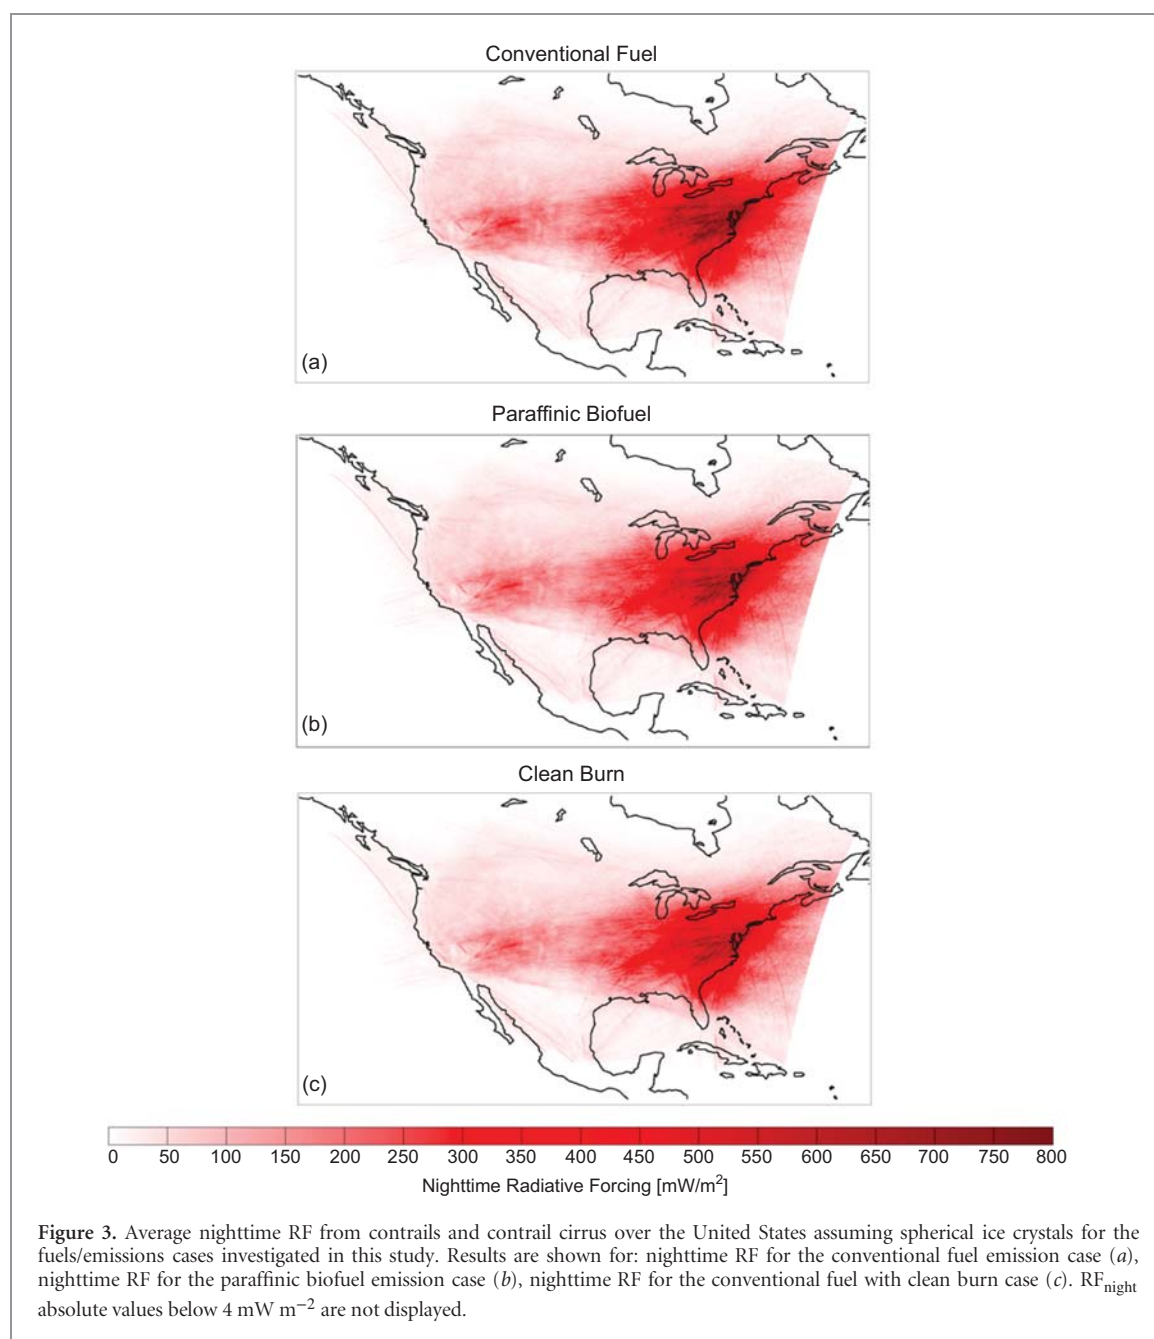 Conventional Fuel
(a)
Paraffinic Biofuel
(b)
Clean Burn
(c)
0 50 100 150 200 250 300 350 400 450 500 550 600 650 700 750 800
Nighttime Radiative Forcing [mW/m²]
Figure 3. Average nighttime RF from contrails and contrail cirrus over the United States assuming spherical ice crystals for the
fuels/emissions cases investigated in this study. Results are shown for: nighttime RF for the conventional fuel emission case (a),
nighttime RF for the paraffinic biofuel emission case (b), nighttime RF for the conventional fuel with clean burn case (c). RFnight
absolute values below 4 mW m−2 are not displayed.